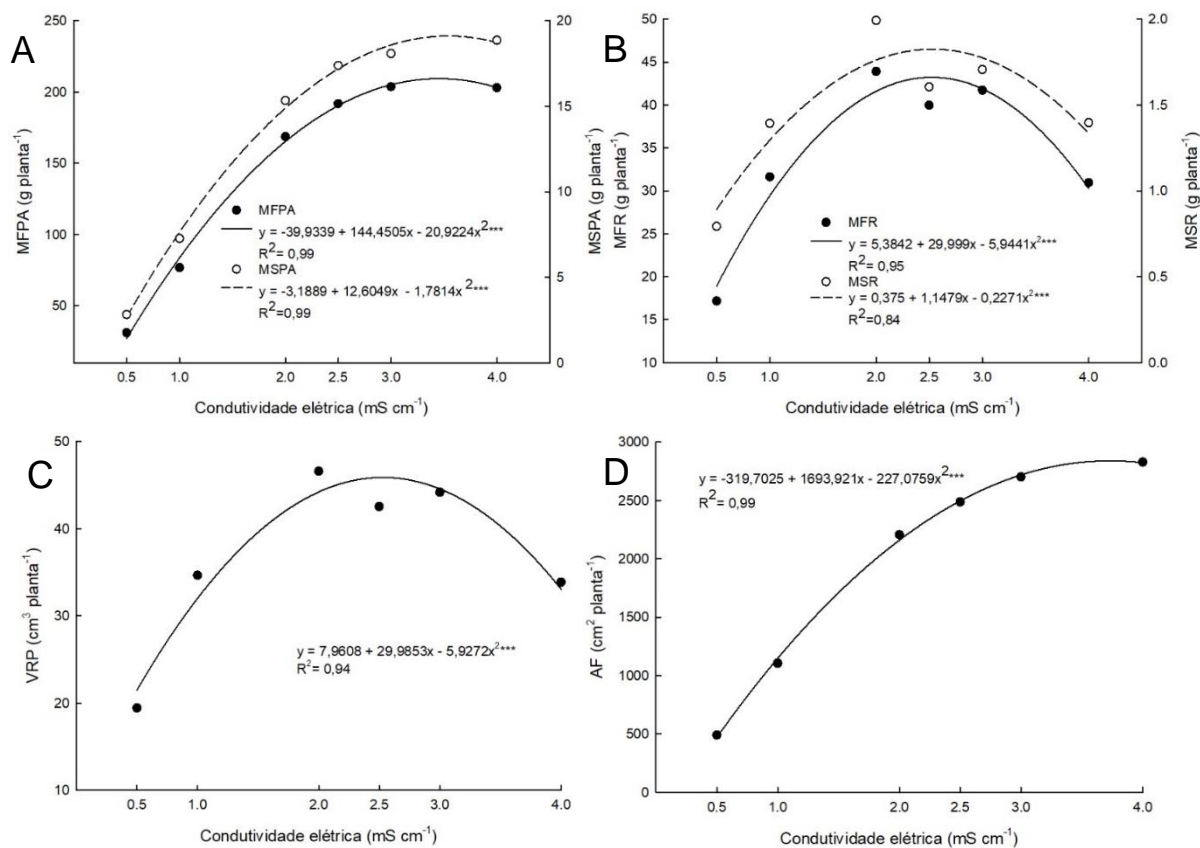 A
250
200
150
100
50
20
15
10
5
0
MFPA (g planta⁻¹)
MSPA (g planta⁻¹)
MFPA
y = -39,9339 + 144,4505x - 20,9224x²***
R² = 0,99
MSPA
y = -3,1889 + 12,6049x - 1,7814x²***
R²=0,99
0.5 1.0 2.0 2.5 3.0 4.0
Condutividade elétrica (mS cm⁻¹)
B
50
45
40
35
30
25
20
15
10
2.0
1.5
1.0
0.5
0.0
MFR (g planta⁻¹)
MSR (g planta⁻¹)
MFR
y = 5,3842 + 29,999x - 5,9441x²***
R² = 0,95
MSR
y = 0,375 + 1,1479x - 0,2271x²***
R²=0,84
0.5 1.0 2.0 2.5 3.0 4.0
Condutividade elétrica (mS cm⁻¹)
C
50
40
30
20
10
VRP (cm³ planta⁻¹)
y = 7,9608 + 29,9853x - 5,9272x²***
R² = 0,94
0.5 1.0 2.0 2.5 3.0 4.0
Condutividade elétrica (mS cm⁻¹)
D
3000
2500
2000
1500
1000
500
0
AF (cm² planta⁻¹)
y = -319,7025 + 1693,921x - 227,0759x²***
R² = 0,99
0.5 1.0 2.0 2.5 3.0 4.0
Condutividade elétrica (mS cm⁻¹)